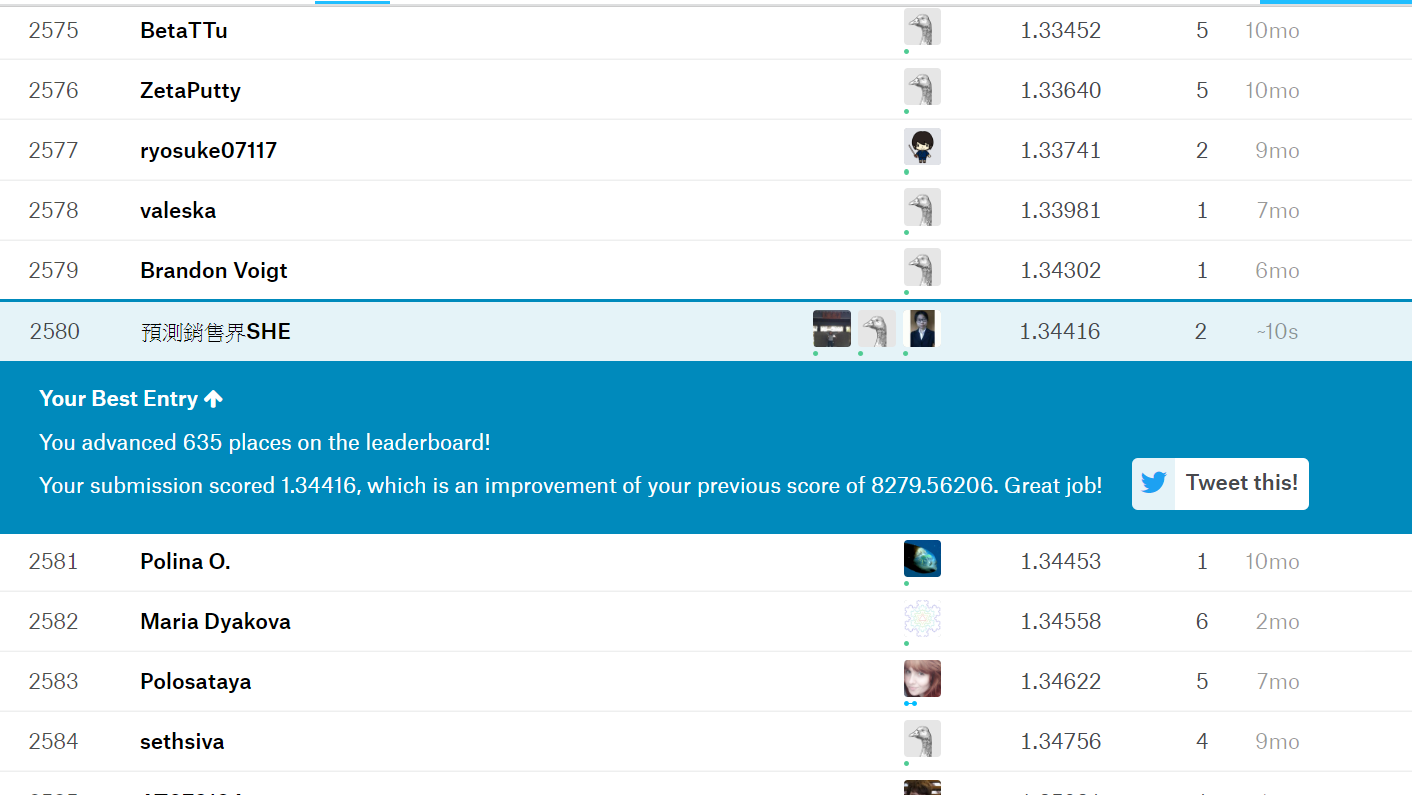 2575 BetaTTu 1.33452 5 10mo
2576 ZetaPutty 1.33640 5 10mo
2577 ryosuke07117 1.33741 2 9mo
2578 valeska 1.33981 1 7mo
2579 Brandon Voigt 1.34302 1 6mo
2580 預測銷售界SHE 1.34416 2 ~10s
Your Best Entry
You advanced 635 places on the leaderboard!
Your submission scored 1.34416, which is an improvement of your previous score of 8279.56206. Great job! Tweet this!
2581 Polina O. 1.34453 1 10mo
2582 Maria Dyakova 1.34558 6 2mo
2583 Polosataya 1.34622 5 7mo
2584 sethsiva 1.34756 4 9mo